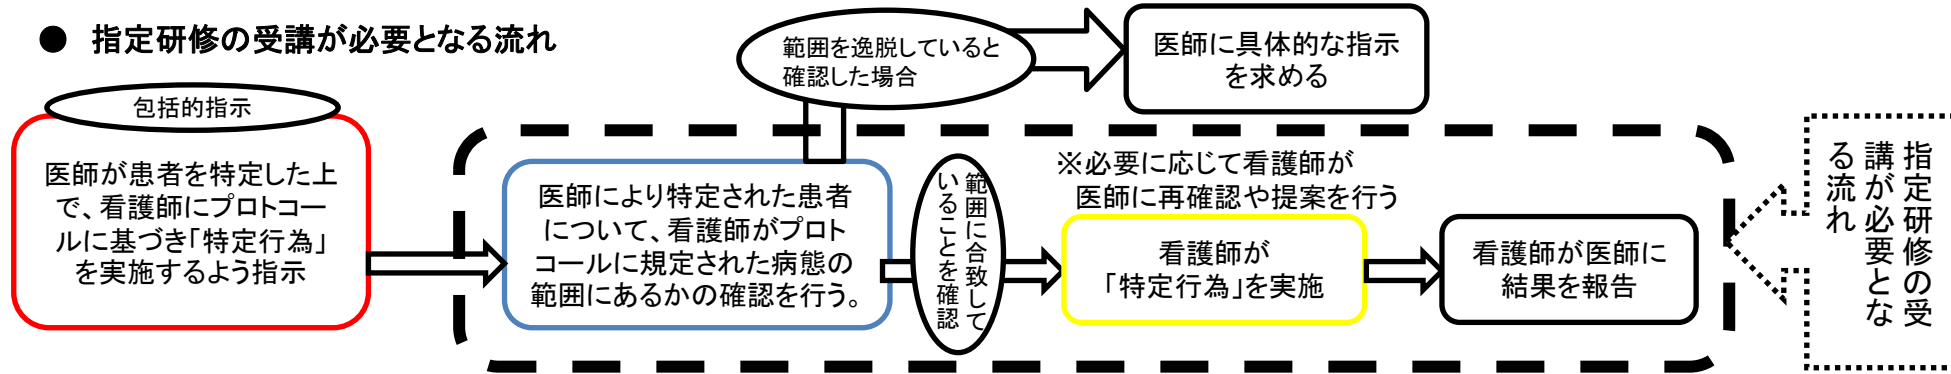 ● 指定研修の受講が必要となる流れ
包括的指示
医師が患者を特定した上
で、看護師にプロトコー
ルに基づき「特定行為」
を実施するよう指示
範囲を逸脱していると
確認した場合
医師に具体的な指示
を求める
医師により特定された患者
について、看護師がプロト
コールに規定された病態の
範囲にあるかの確認を行う。
範囲に合致して
いることを確認
※必要に応じて看護師が
医師に再確認や提案を行う
看護師が
「特定行為」を実施
看護師が医師に
結果を報告
指定研修の受
講が必要とな
る流れ